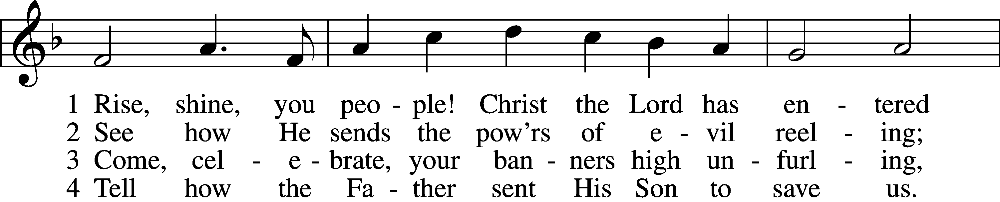 1 Rise, shine, you peo - ple! Christ the Lord has en - tered
2 See how He sends the pow’rs of e - vil reel - ing;
3 Come, cel - e - brate, your ban - ners high un - furl - ing,
4 Tell how the Fa - ther sent His Son to save us.